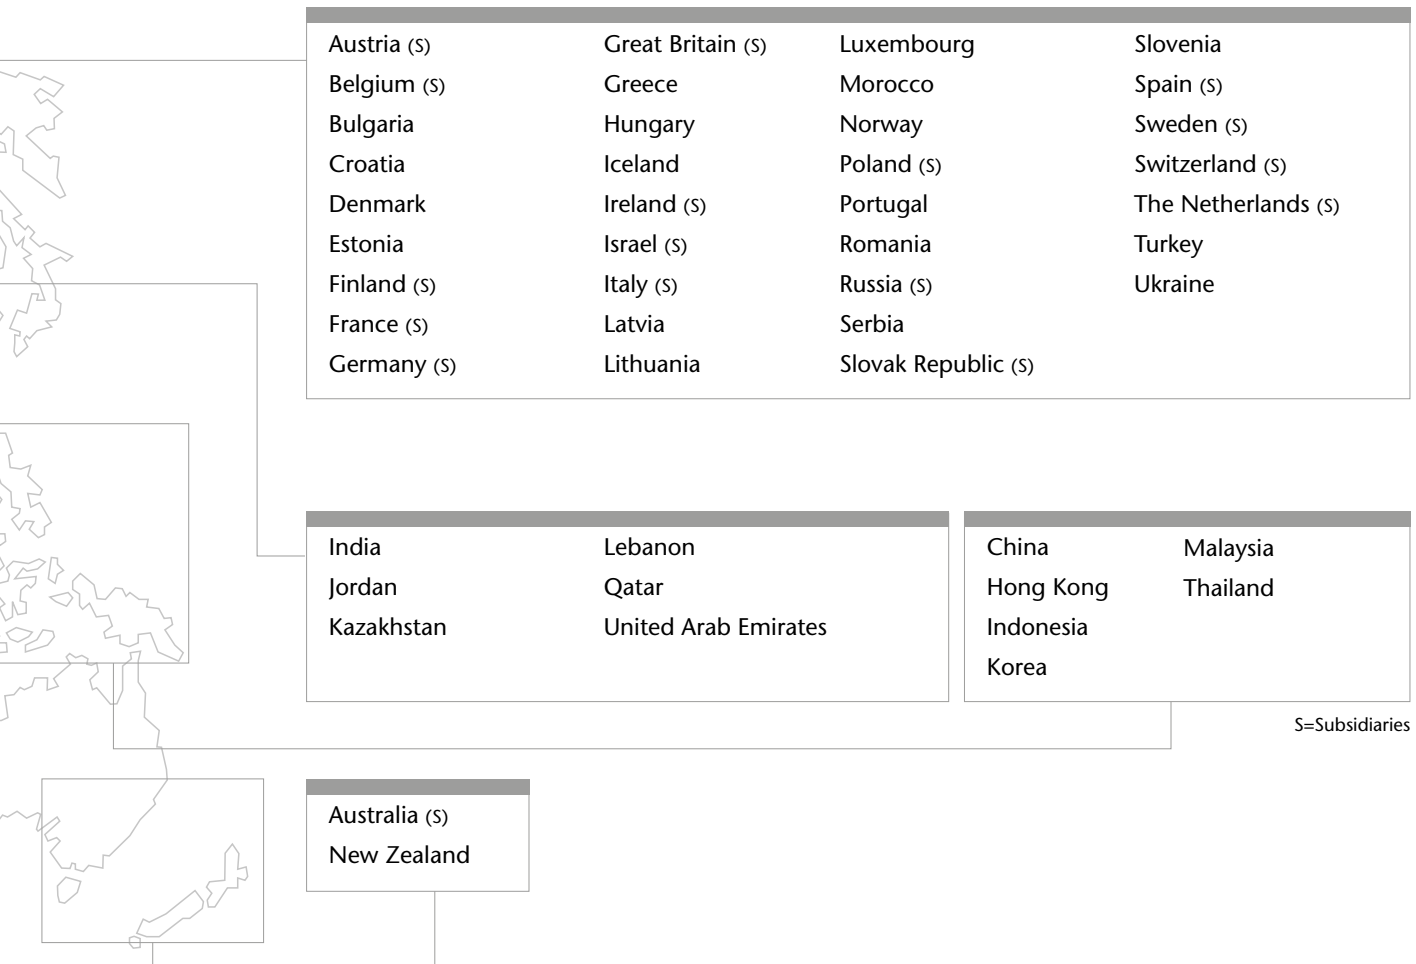 Austria (S)
Belgium (S)
Bulgaria
Croatia
Denmark
Estonia
Finland (S)
France (S)
Germany (S)
Great Britain (S)
Greece
Hungary
Iceland
Ireland (S)
Israel (S)
Italy (S)
Latvia
Lithuania
Luxembourg
Morocco
Norway
Poland (S)
Portugal
Romania
Russia (S)
Serbia
Slovak Republic (S)
Slovenia
Spain (S)
Sweden (S)
Switzerland (S)
The Netherlands (S)
Turkey
Ukraine
India
Jordan
Kazakhstan
Lebanon
Qatar
United Arab Emirates
China
Hong Kong
Indonesia
Korea
Malaysia
Thailand
S=Subsidiaries
Australia (S)
New Zealand